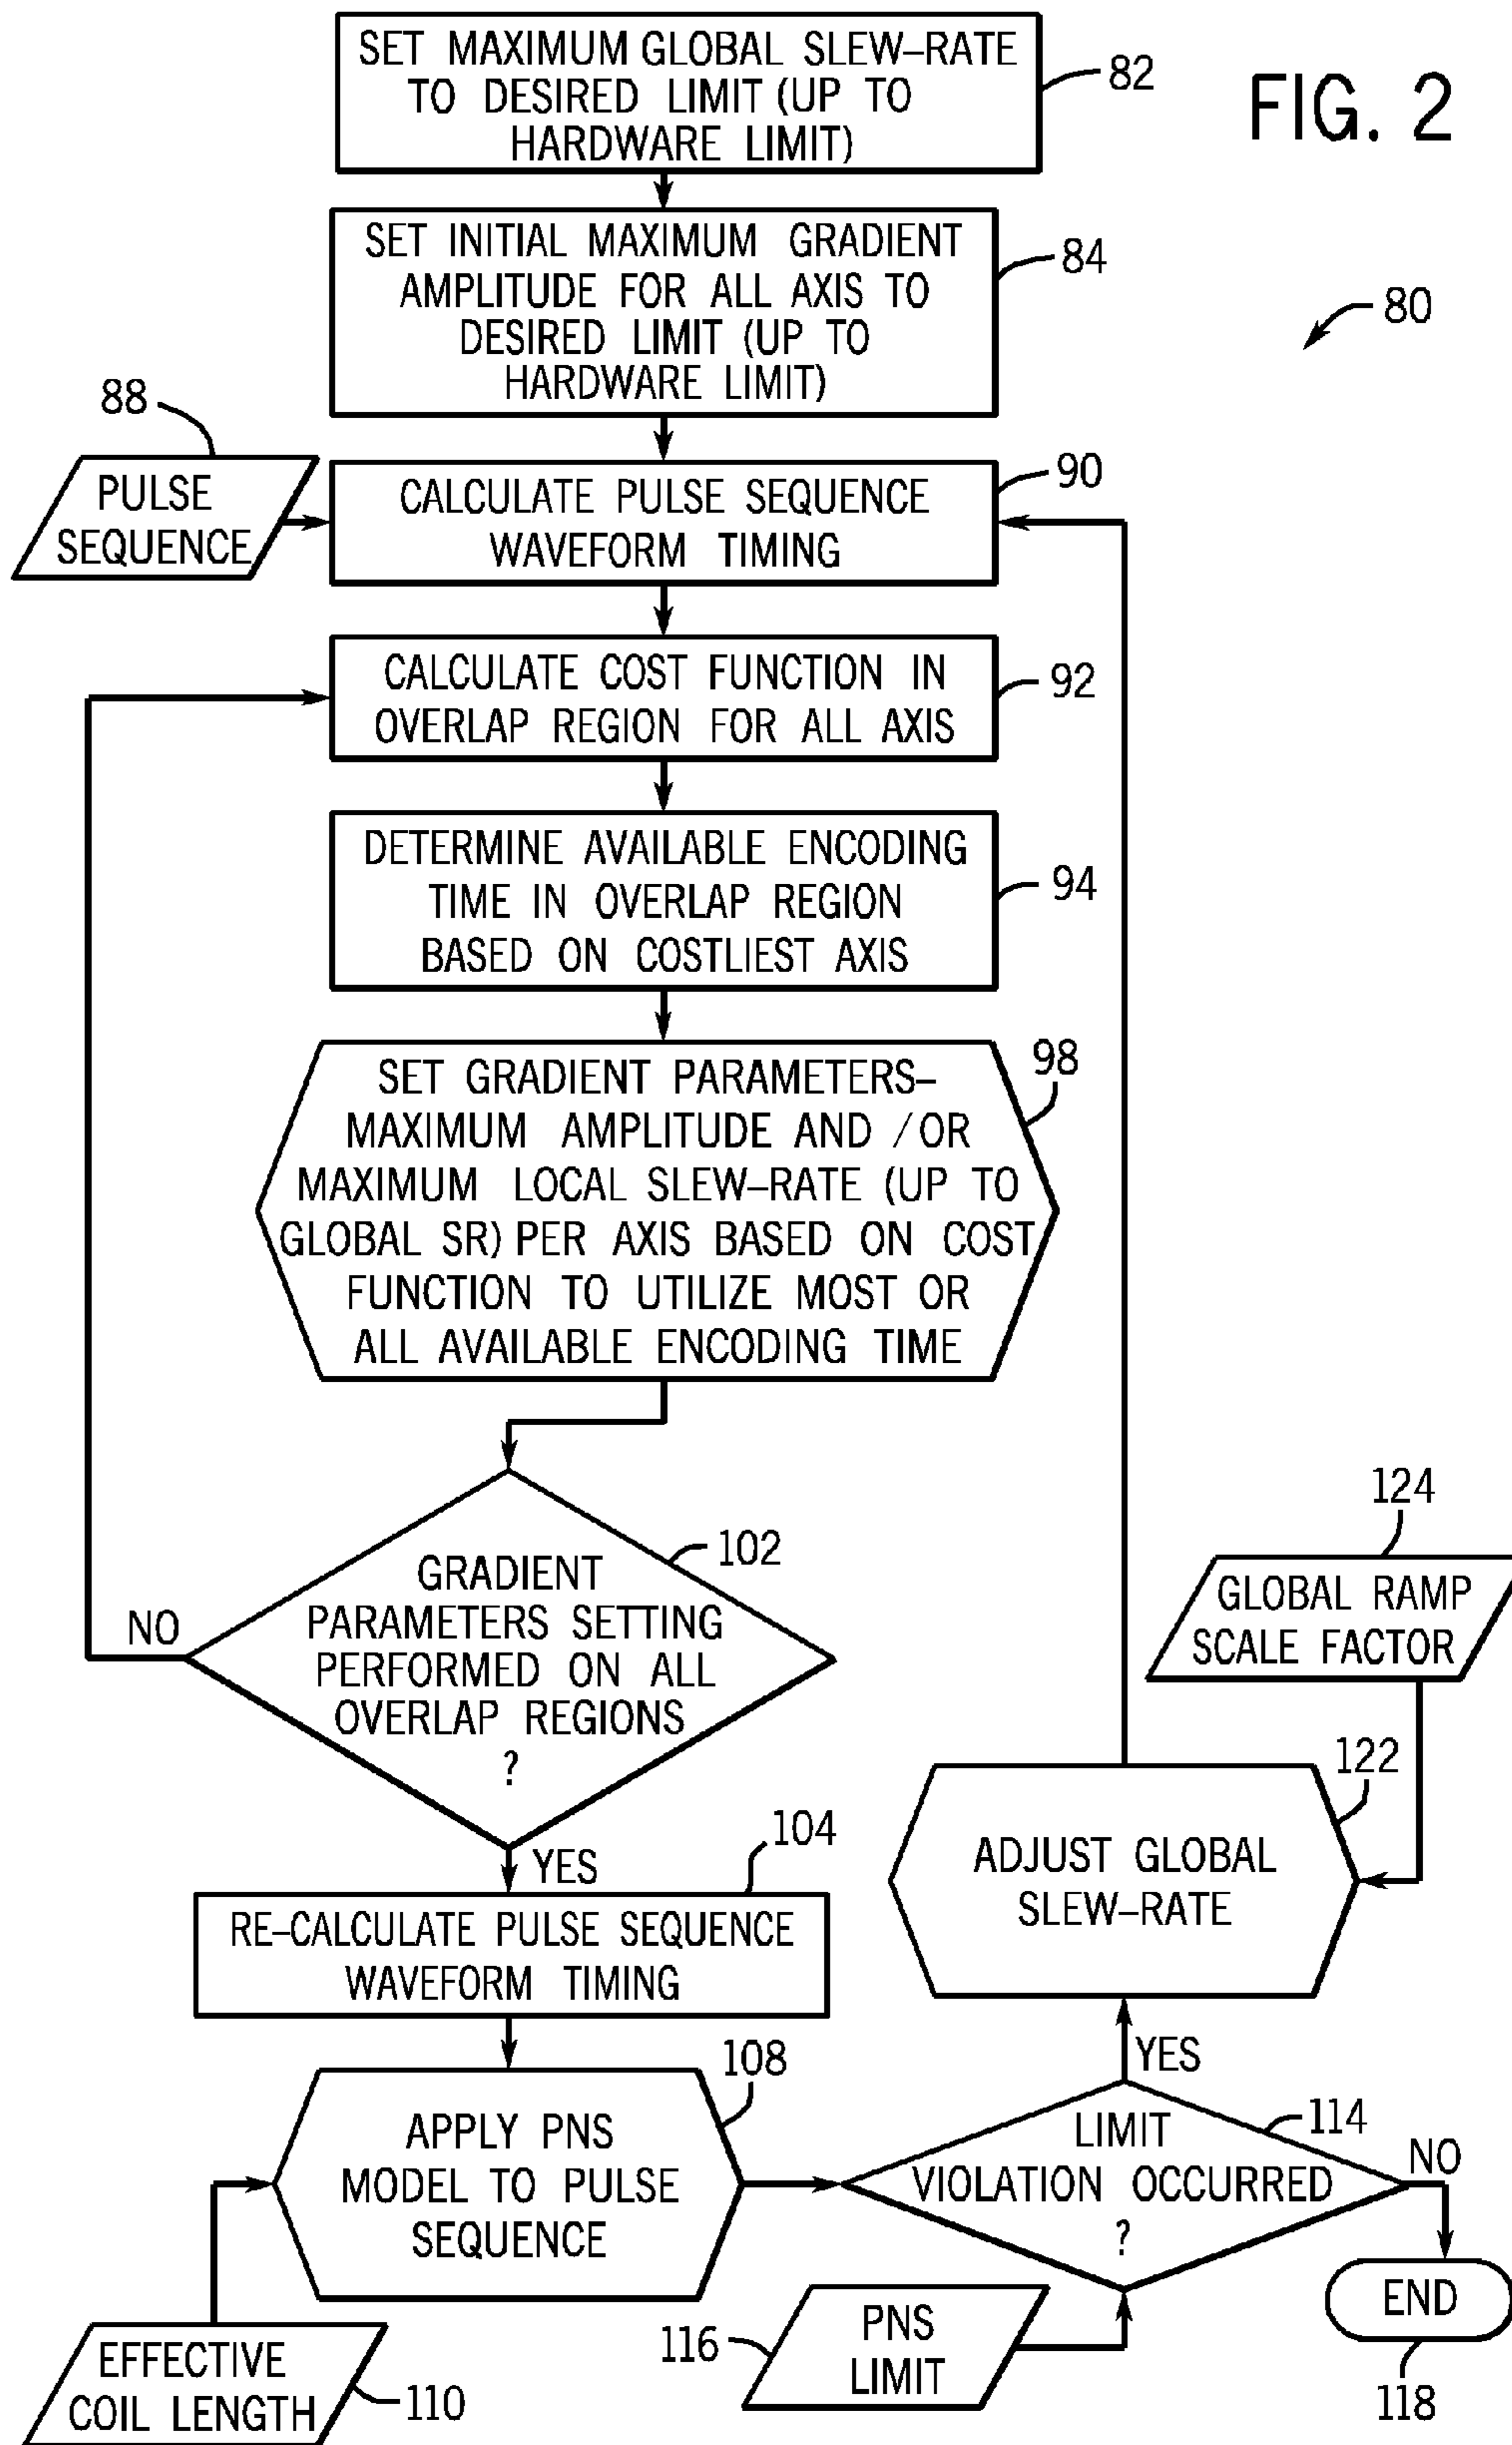 SET MAXIMUM GLOBAL SLEW–RATE
TO DESIRED LIMIT (UP TO
HARDWARE LIMIT)
82
FIG. 2
SET INITIAL MAXIMUM GRADIENT
AMPLITUDE FOR ALL AXIS TO
DESIRED LIMIT (UP TO
HARDWARE LIMIT)
84
80
88
PULSE
SEQUENCE
CALCULATE PULSE SEQUENCE
WAVEFORM TIMING
90
CALCULATE COST FUNCTION IN
OVERLAP REGION FOR ALL AXIS
92
DETERMINE AVAILABLE ENCODING
TIME IN OVERLAP REGION
BASED ON COSTLIEST AXIS
94
SET GRADIENT PARAMETERS–
MAXIMUM AMPLITUDE AND /OR
MAXIMUM LOCAL SLEW–RATE (UP TO
GLOBAL SR) PER AXIS BASED ON COST
FUNCTION TO UTILIZE MOST OR
ALL AVAILABLE ENCODING TIME
98
GRADIENT
PARAMETERS SETTING
PERFORMED ON ALL
OVERLAP REGIONS
?
102
NO
YES
124
GLOBAL RAMP
SCALE FACTOR
122
ADJUST GLOBAL
SLEW–RATE
104
RE–CALCULATE PULSE SEQUENCE
WAVEFORM TIMING
108
APPLY PNS
MODEL TO PULSE
SEQUENCE
YES
LIMIT
VIOLATION OCCURRED
?
114
NO
END
118
116
PNS
LIMIT
EFFECTIVE
COIL LENGTH
110